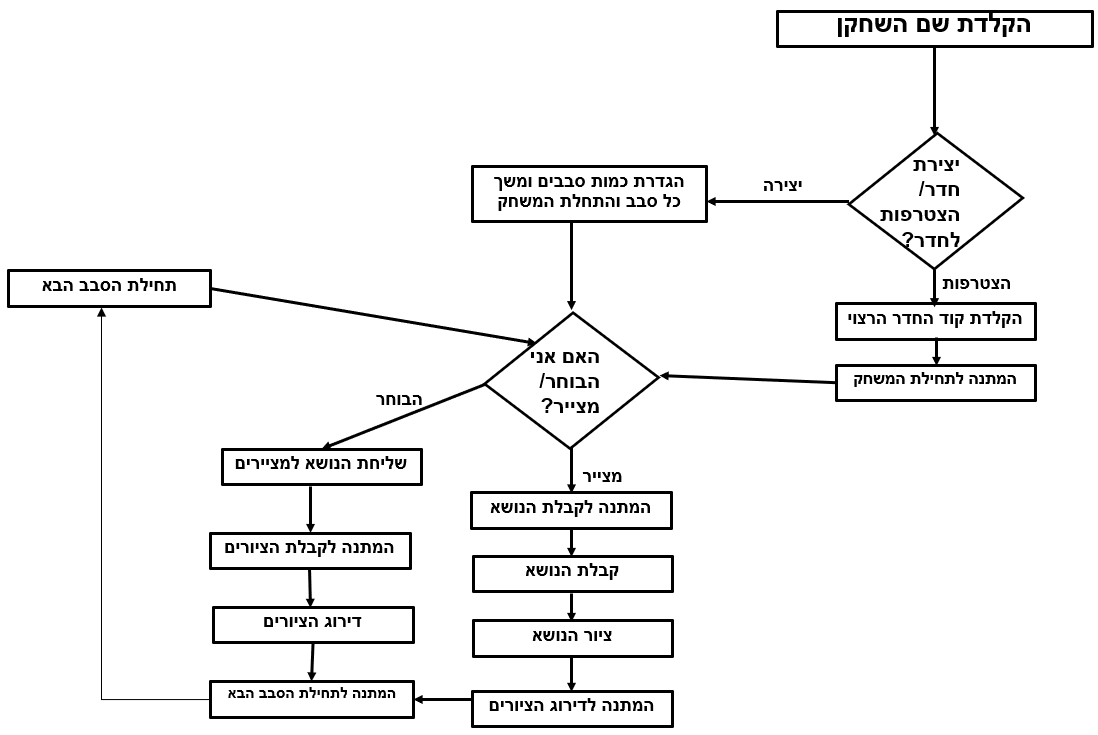 הקלדת שם השחקן
יצירת
חדר/
הצטרפות
לחדר?
יצירה
הגדרת כמות סבבים ומשך
כל סבב והתחלת המשחק
הצטרפות
הקלדת קוד החדר הרצוי
המתנה לתחילת המשחק
תחילת הסבב הבא
האם אני
הבוחר/
מצייר?
הבוחר
שליחת הנושא למציירים
המתנה לקבלת הציורים
דירוג הציורים
המתנה לתחילת הסבב הבא
מצייר
המתנה לקבלת הנושא
קבלת הנושא
ציור הנושא
המתנה לדירוג הציורים